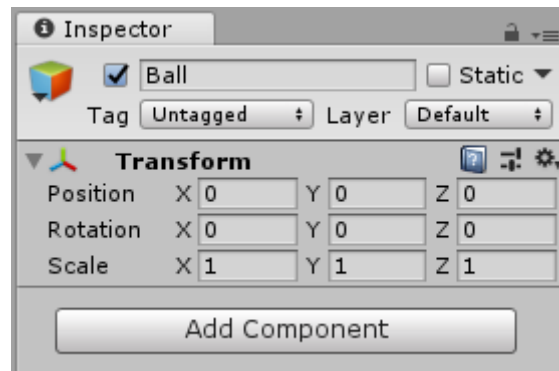 Inspector
Ball Static
Tag Untagged Layer Default
Transform
Position X 0 Y 0 Z 0
Rotation X 0 Y 0 Z 0
Scale X 1 Y 1 Z 1
Add Component